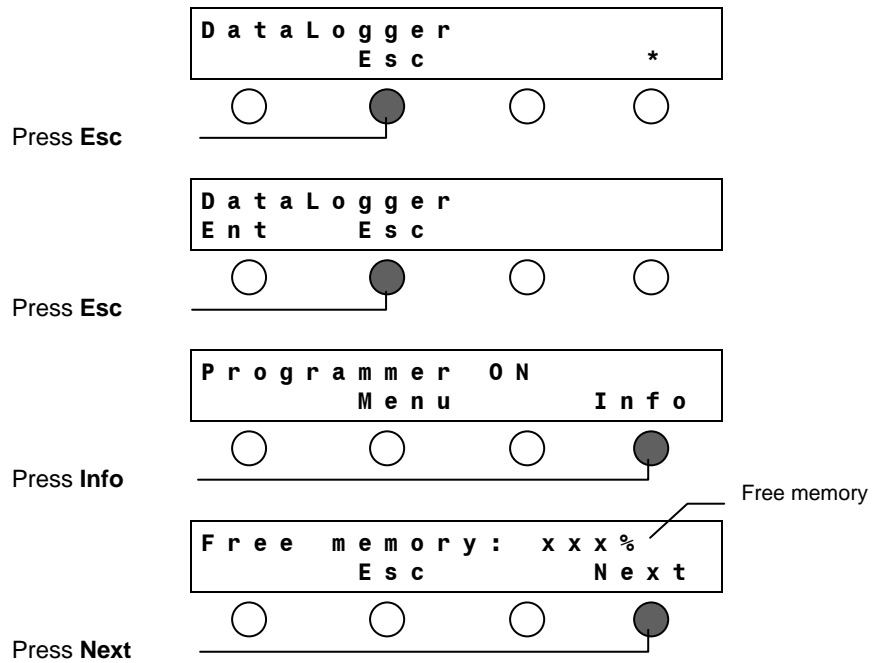 DataLogger
Esc *
Press Esc
DataLogger
Ent Esc
Press Esc
Programmer ON
Menu Info
Press Info
Free memory
Free memory: xxx%
Esc Next
Press Next